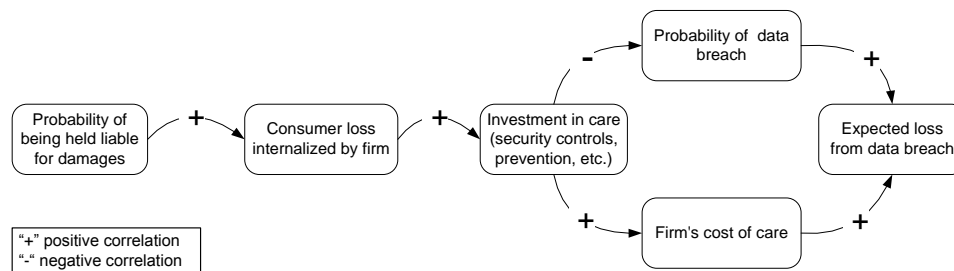 Probability of
being held liable
for damages
+
Consumer loss
internalized by firm
+
Investment in care
(security controls,
prevention, etc.)
-
Probability of data
breach
+
+
Firm's cost of care
+
Expected loss
from data breach
“+” positive correlation
“-“ negative correlation